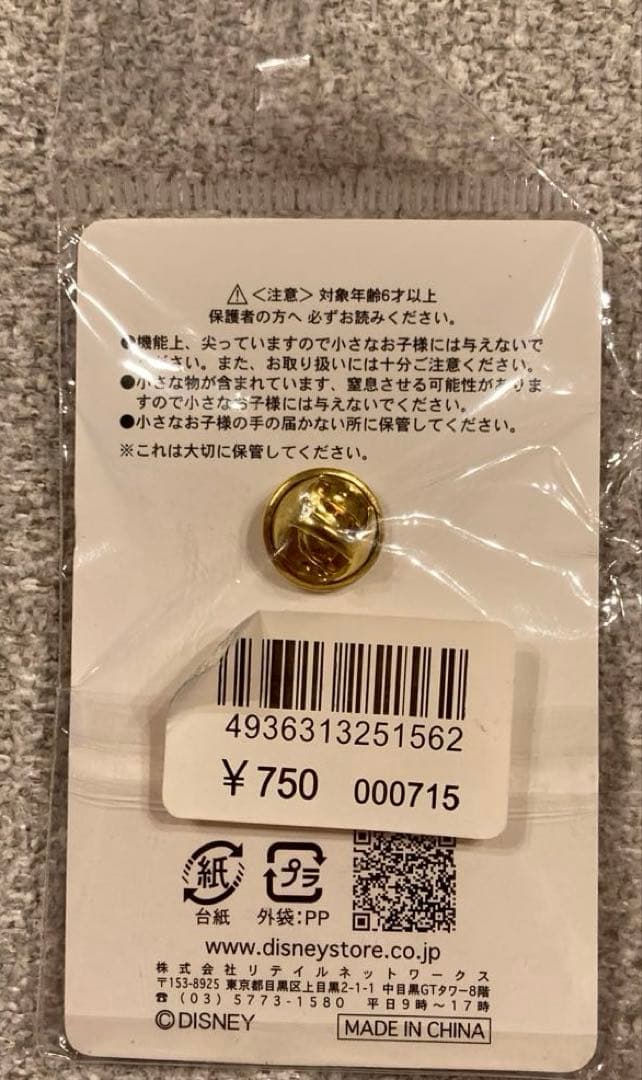 ⚠<注意> 対象年齢6才以上
保護者の方へ 必ずお読みください。
●機能上、尖っていますので小さなお子様には与えないで
ください。また、お取り扱いには十分ご注意ください。
●小さな物が含まれています、窒息させる可能性がありま
すので小さなお子様には与えないでください。
●小さなお子様の手の届かない所に保管してください。
※これは大切に保管してください。
4936313251562
¥750 000715
紙 プラ
台紙 外袋:PP
www.disneystore.co.jp
株式会社リテイルネットワークス
〒153-8925 東京都目黒区上目黒2-1-1 中目黒GTタワー8階
☎ (03) 5773-1580 平日9時~17時
©DISNEY MADE IN CHINA